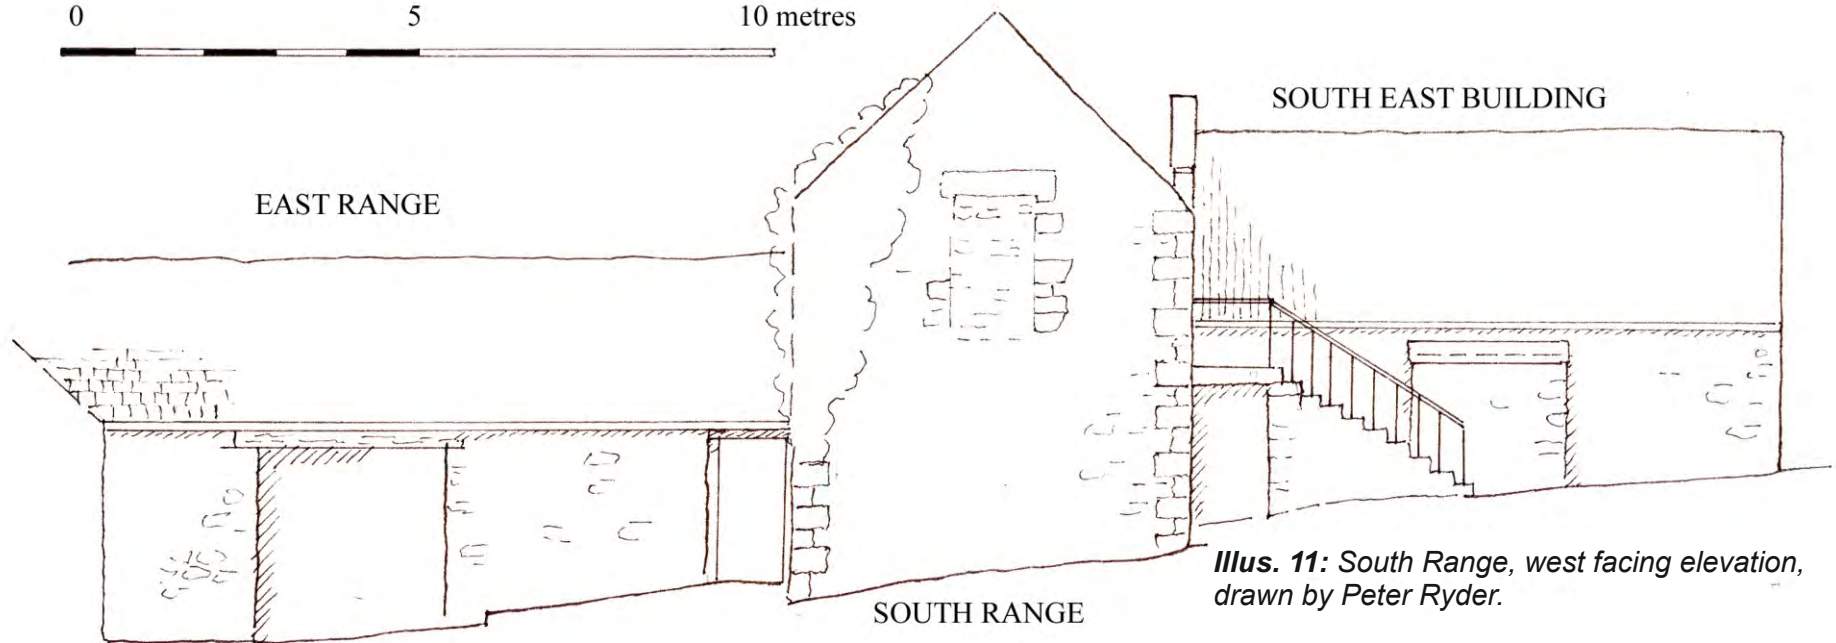 0 5 10 metres
SOUTH EAST BUILDING
EAST RANGE
Illus. 11: South Range, west facing elevation,
drawn by Peter Ryder.
SOUTH RANGE